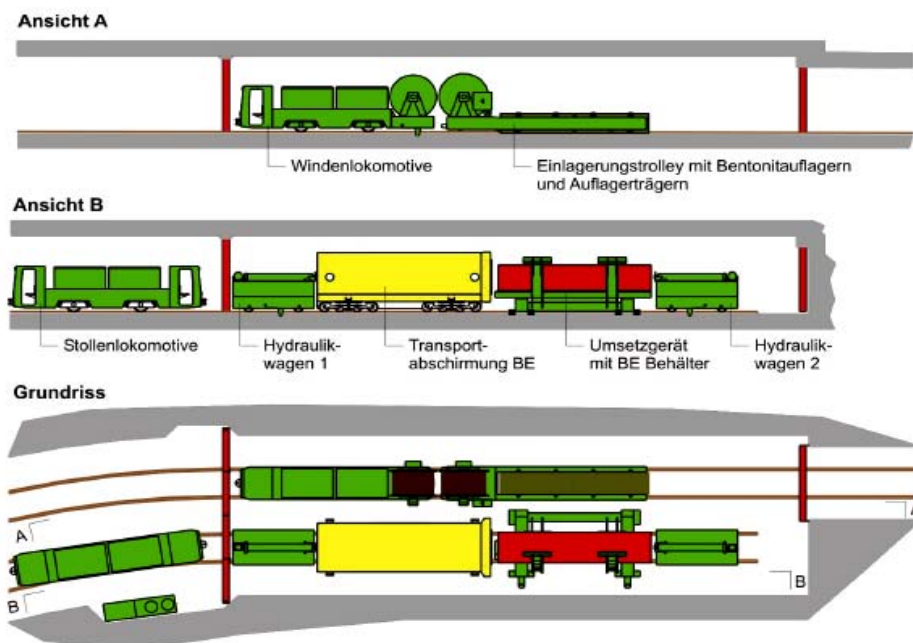 Ansicht A
Windenlokomotive
Einlagerungstrolley mit Bentonitauflagern
und Auflagerträgern
Ansicht B
Stollenlokomotive
Hydraulik-
wagen 1
Transport-
abschirmung BE
Umsetzgerät
mit BE Behälter
Hydraulik-
wagen 2
Grundriss
A
A
B
B